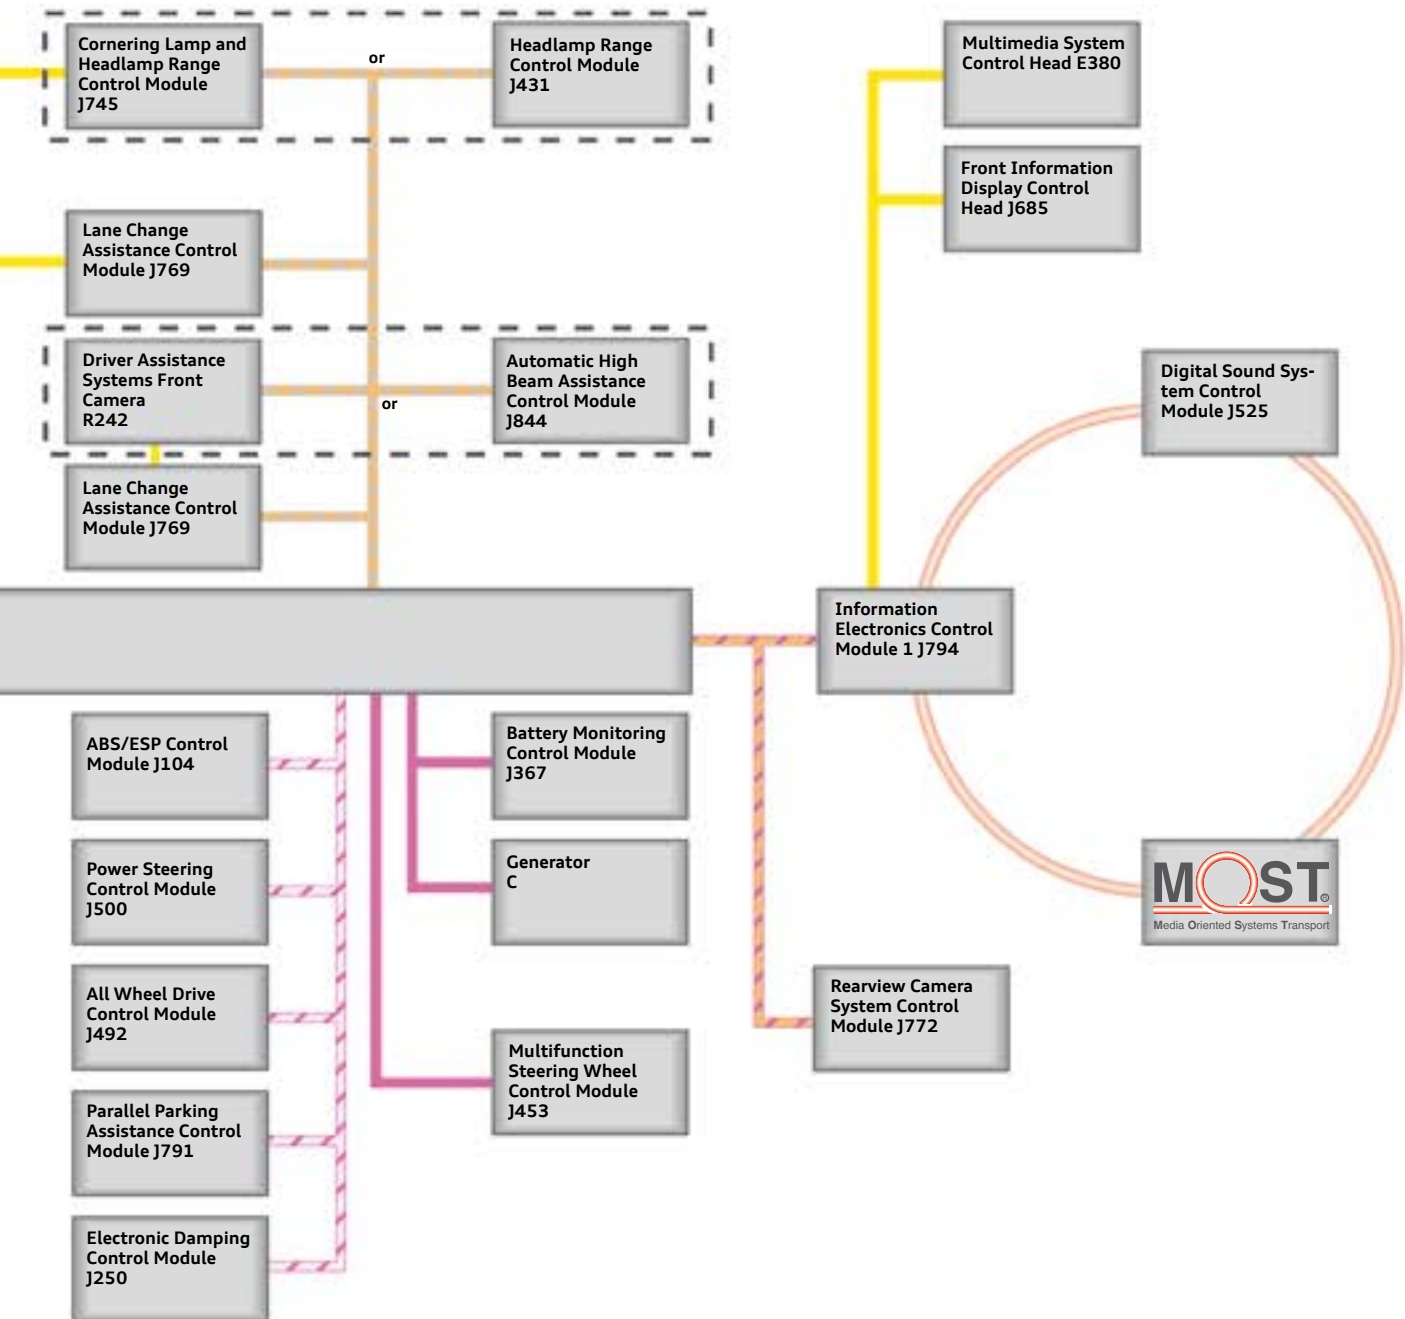 Cornering Lamp and
Headlamp Range
Control Module
J745
or
Headlamp Range
Control Module
J431
Multimedia System
Control Head E380
Front Information
Display Control
Head J685
Lane Change
Assistance Control
Module J769
Driver Assistance
Systems Front
Camera
R242
or
Automatic High
Beam Assistance
Control Module
J844
Digital Sound Sys-
tem Control
Module J525
Lane Change
Assistance Control
Module J769
Information
Electronics Control
Module 1 J794
ABS/ESP Control
Module J104
Battery Monitoring
Control Module
J367
Power Steering
Control Module
J500
Generator
C
MOST®
Media Oriented Systems Transport
All Wheel Drive
Control Module
J492
Rearview Camera
System Control
Module J772
Multifunction
Steering Wheel
Control Module
J453
Parallel Parking
Assistance Control
Module J791
Electronic Damping
Control Module
J250